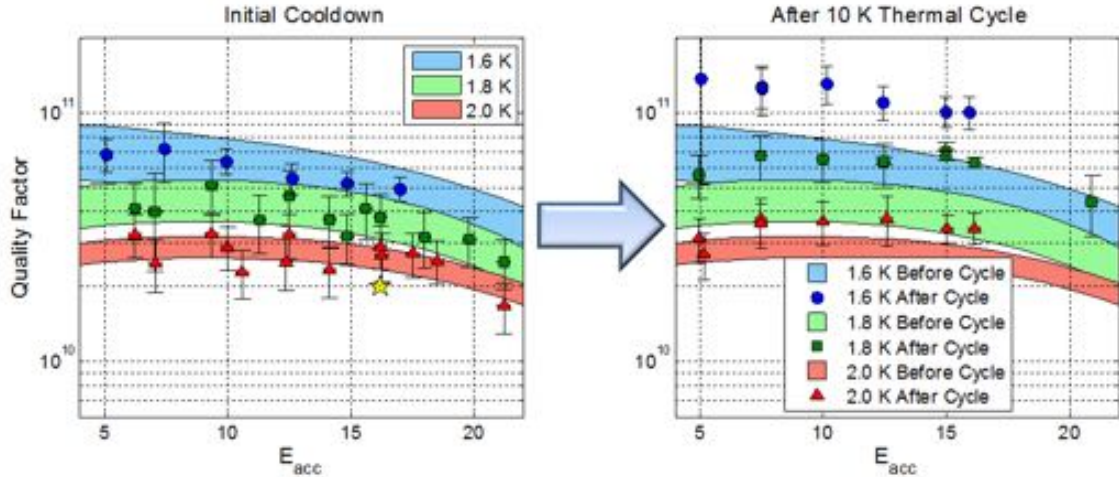 Initial Cooldown
After 10 K Thermal Cycle
1.6 K
1.8 K
2.0 K
10^11
10^10
Quality Factor
5
10
15
20
E_acc
10^11
10^10
1.6 K Before Cycle
1.6 K After Cycle
1.8 K Before Cycle
1.8 K After Cycle
2.0 K Before Cycle
2.0 K After Cycle
5
10
15
20
E_acc